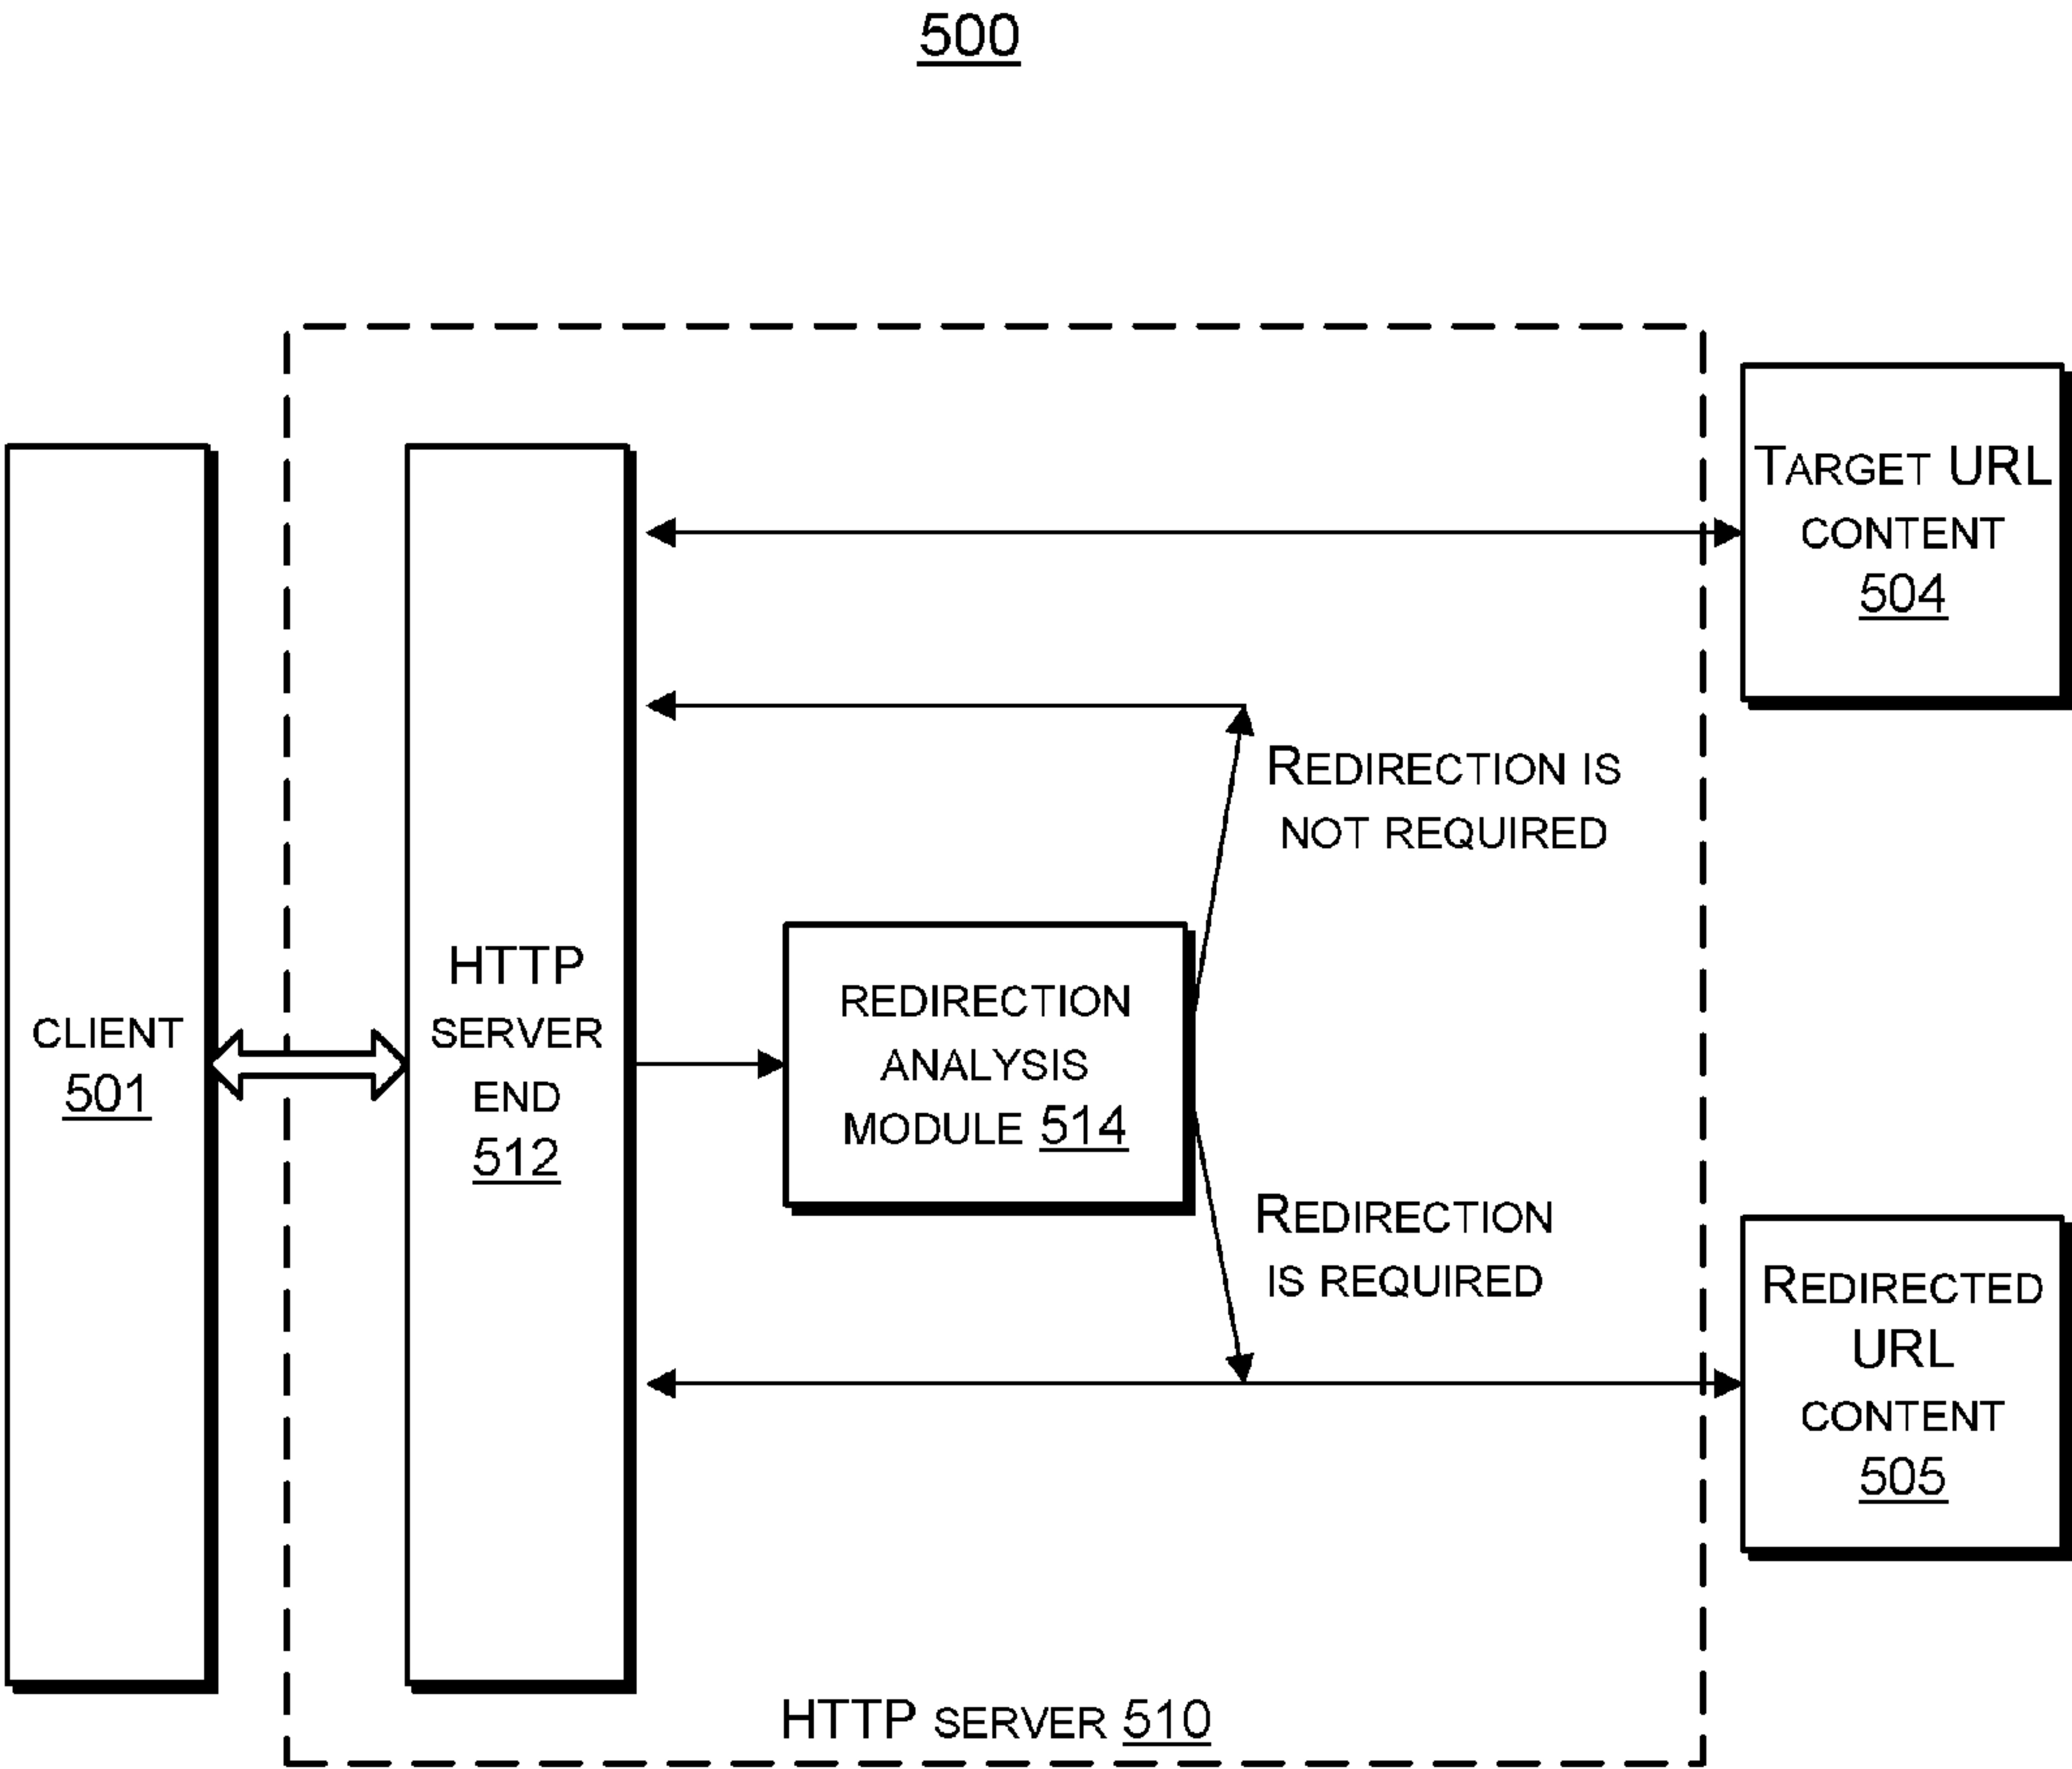 500
TARGET URL
CONTENT
504
REDIRECTION IS
NOT REQUIRED
CLIENT
501
HTTP
SERVER
END
512
REDIRECTION
ANALYSIS
MODULE 514
REDIRECTION
IS REQUIRED
REDIRECTED
URL
CONTENT
505
HTTP SERVER 510